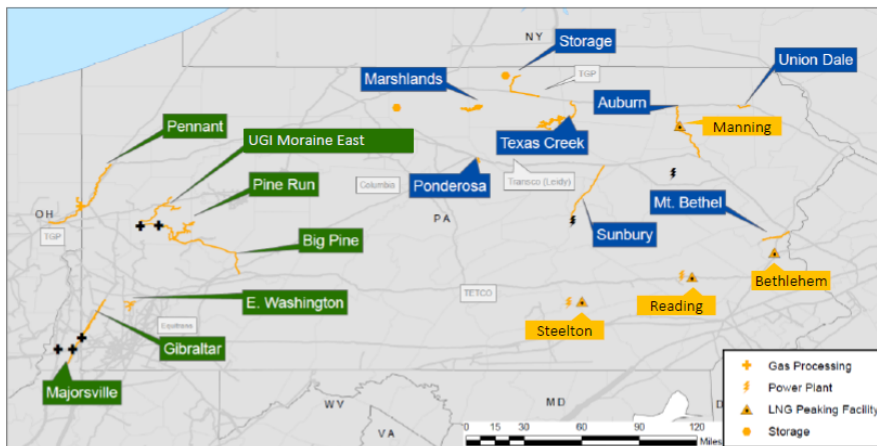 NY
Storage
TGP
Union Dale
Marshlands
Auburn
Manning
Pennant
UGI Moraine East
Texas Creek
Pine Run
Columbia
Ponderosa
Transco (Leidy)
OH
TGP
PA
Mt. Bethel
Big Pine
Sunbury
E. Washington
TETCO
Reading
Bethlehem
Equitrans
Steelton
Gibraltar
Majorsville
Gas Processing
Power Plant
LNG Peaking Facility
Storage
WV
VA
MD
D
0 15 30 60 90 120
Miles